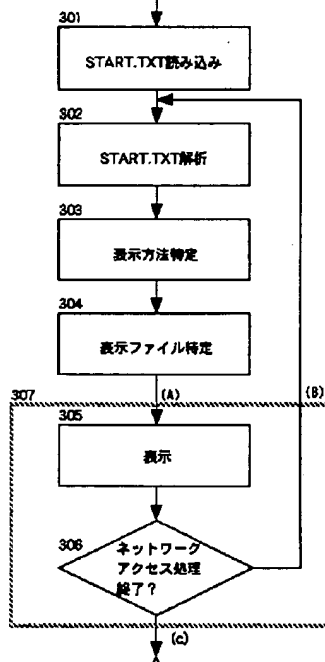 301
START.TXT読み込み
302
START.TXT解析
303
表示方法特定
304
表示ファイル特定
307
(A)
(B)
305
表示
306
ネットワーク
アクセス処理
終了?
(c)